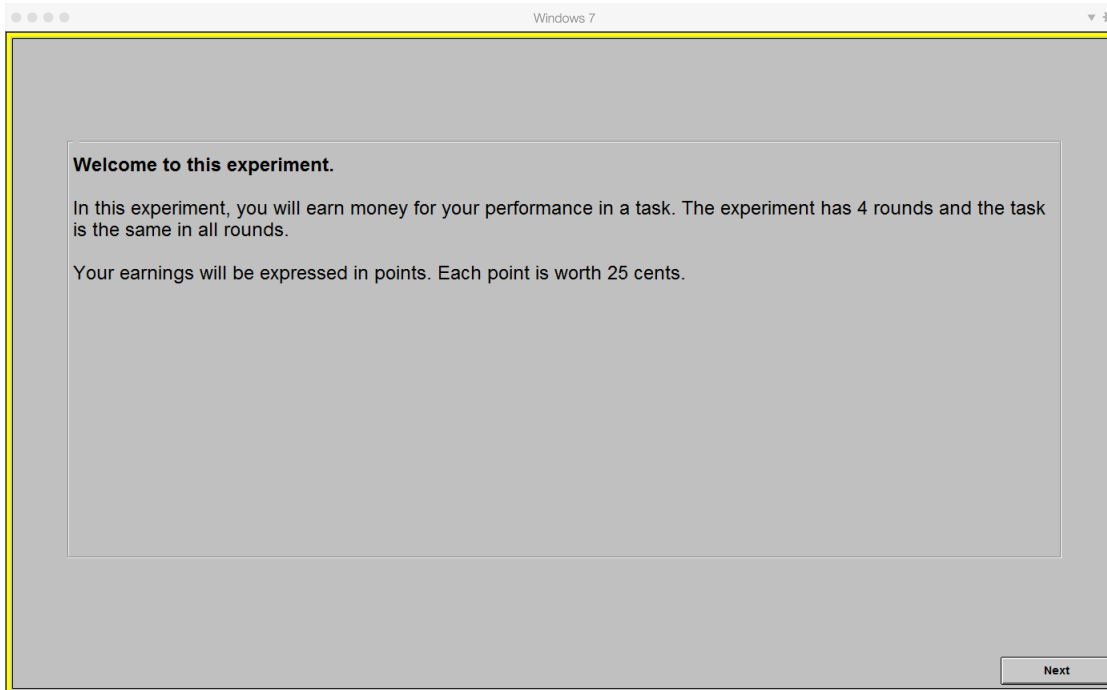 Windows 7
Welcome to this experiment.
In this experiment, you will earn money for your performance in a task. The experiment has 4 rounds and the task
is the same in all rounds.
Your earnings will be expressed in points. Each point is worth 25 cents.
Next